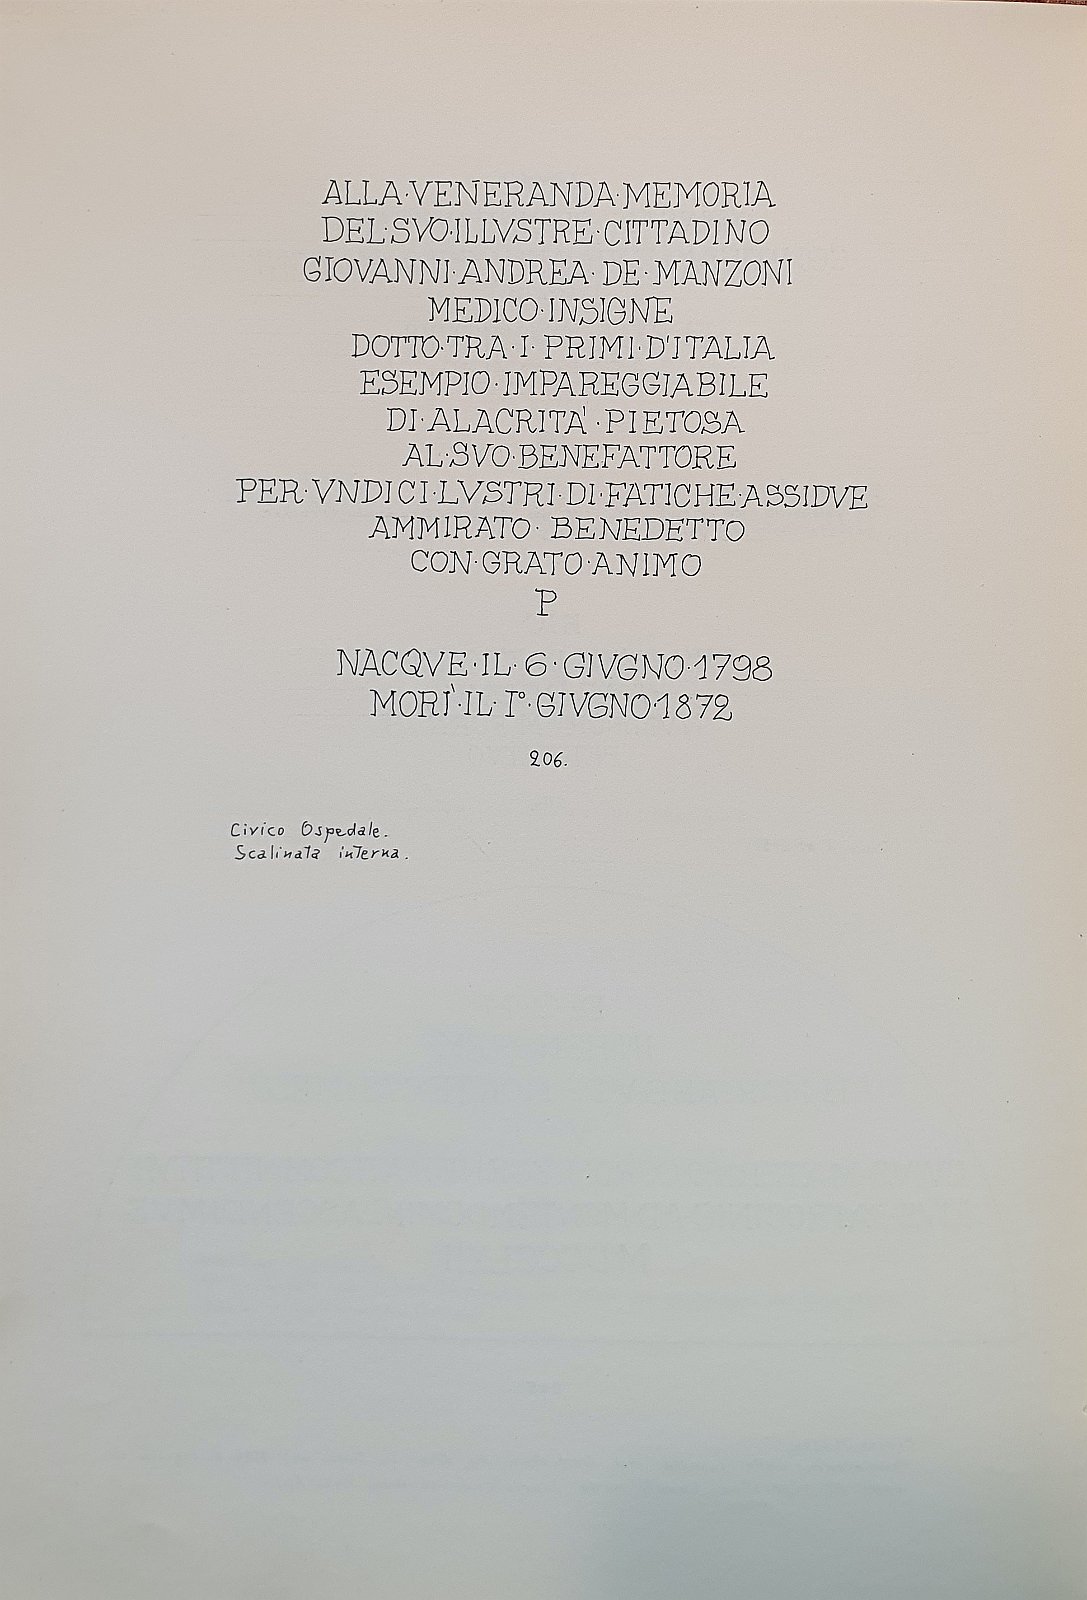 ALLA·VENERANDA·MEMORIA
DEL·SVO·ILLVSTRE·CITTADINO
GIOVANNI·ANDREA·DE·MANZONI
MEDICO·INSIGNE
DOTTO·TRA·I·PRIMI·D'ITALIA
ESEMPIO·IMPAREGGIABILE
DI·ALACRITA'·PIETOSA
AL·SVO·BENEFATTORE
PER·VNDICI·LVSTRI·DI·FATICHE·ASSIDVE
AMMIRATO·BENEDETTO
CON·GRATO·ANIMO
P
NACQVE·IL·6·GIVGNO·1798
MORÌ·IL·I°·GIVGNO·1872
206.
Civico Ospedale.
Scalinata interna.